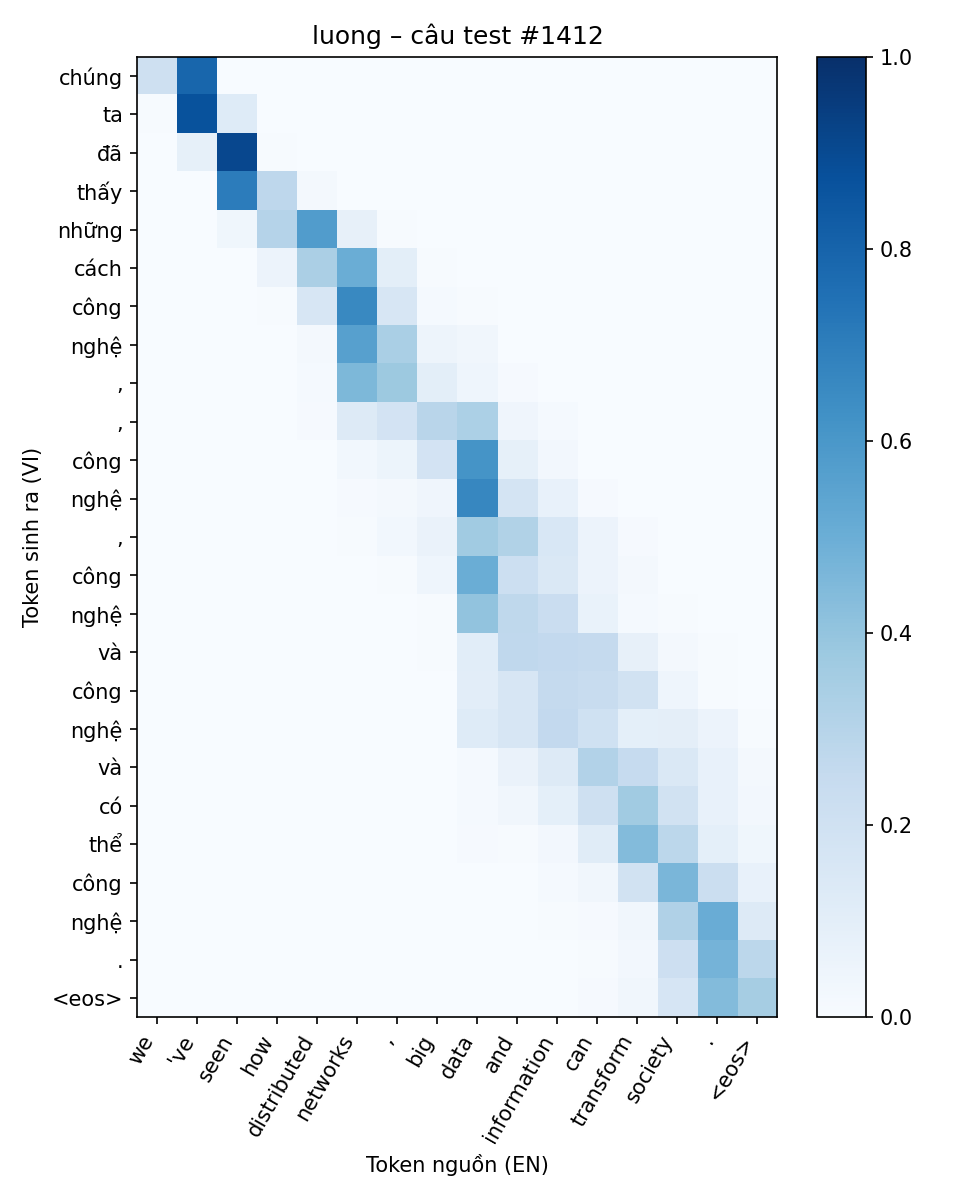 luong – câu test #1412
chúng
ta
đã
thấy
những
cách
công
nghệ
,
,
công
nghệ
,
công
nghệ
và
công
nghệ
và
có
thể
công
nghệ
.
<eos>
Token sinh ra (VI)
we
've
seen
how
distributed
networks
,
big
data
and
information
can
transform
society
.
<eos>
Token nguồn (EN)
1.0
0.8
0.6
0.4
0.2
0.0